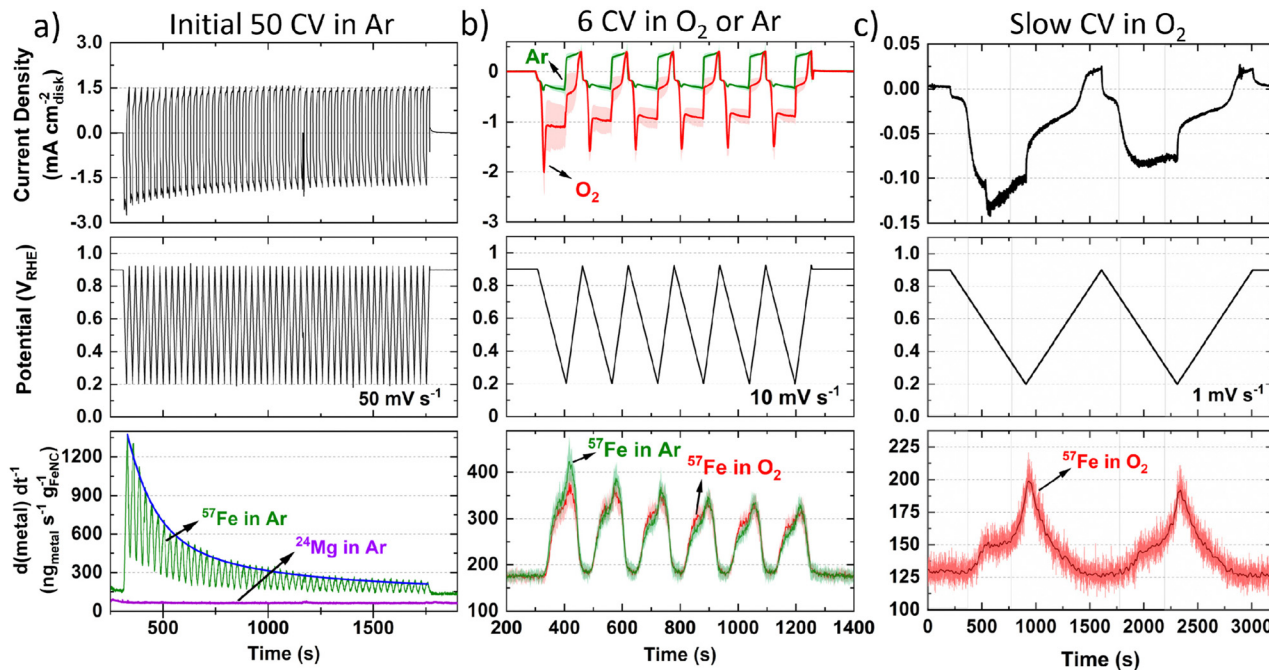 a) Initial 50 CV in Ar
Current Density
(mA cm⁻²disk)
3.0
1.5
0.0
-1.5
-3.0
Potential (VRHE)
1.0
0.8
0.6
0.4
0.2
0.0
50 mV s⁻¹
d(metal) dt⁻¹
(ngmetal s⁻¹ g⁻¹FeNC)
1200
900
600
300
0
⁵⁷Fe in Ar
²⁴Mg in Ar
500 1000 1500
Time (s)
b) 6 CV in O₂ or Ar
0
-1
-2
-3
Ar
O₂
1.0
0.8
0.6
0.4
0.2
0.0
10 mV s⁻¹
400
300
200
100
⁵⁷Fe in Ar
⁵⁷Fe in O₂
200 400 600 800 1000 1200 1400
Time (s)
c) Slow CV in O₂
0.05
0.00
-0.05
-0.10
-0.15
1.0
0.8
0.6
0.4
0.2
0.0
1 mV s⁻¹
225
200
175
150
125
100
⁵⁷Fe in O₂
0 500 1000 1500 2000 2500 3000
Time (s)